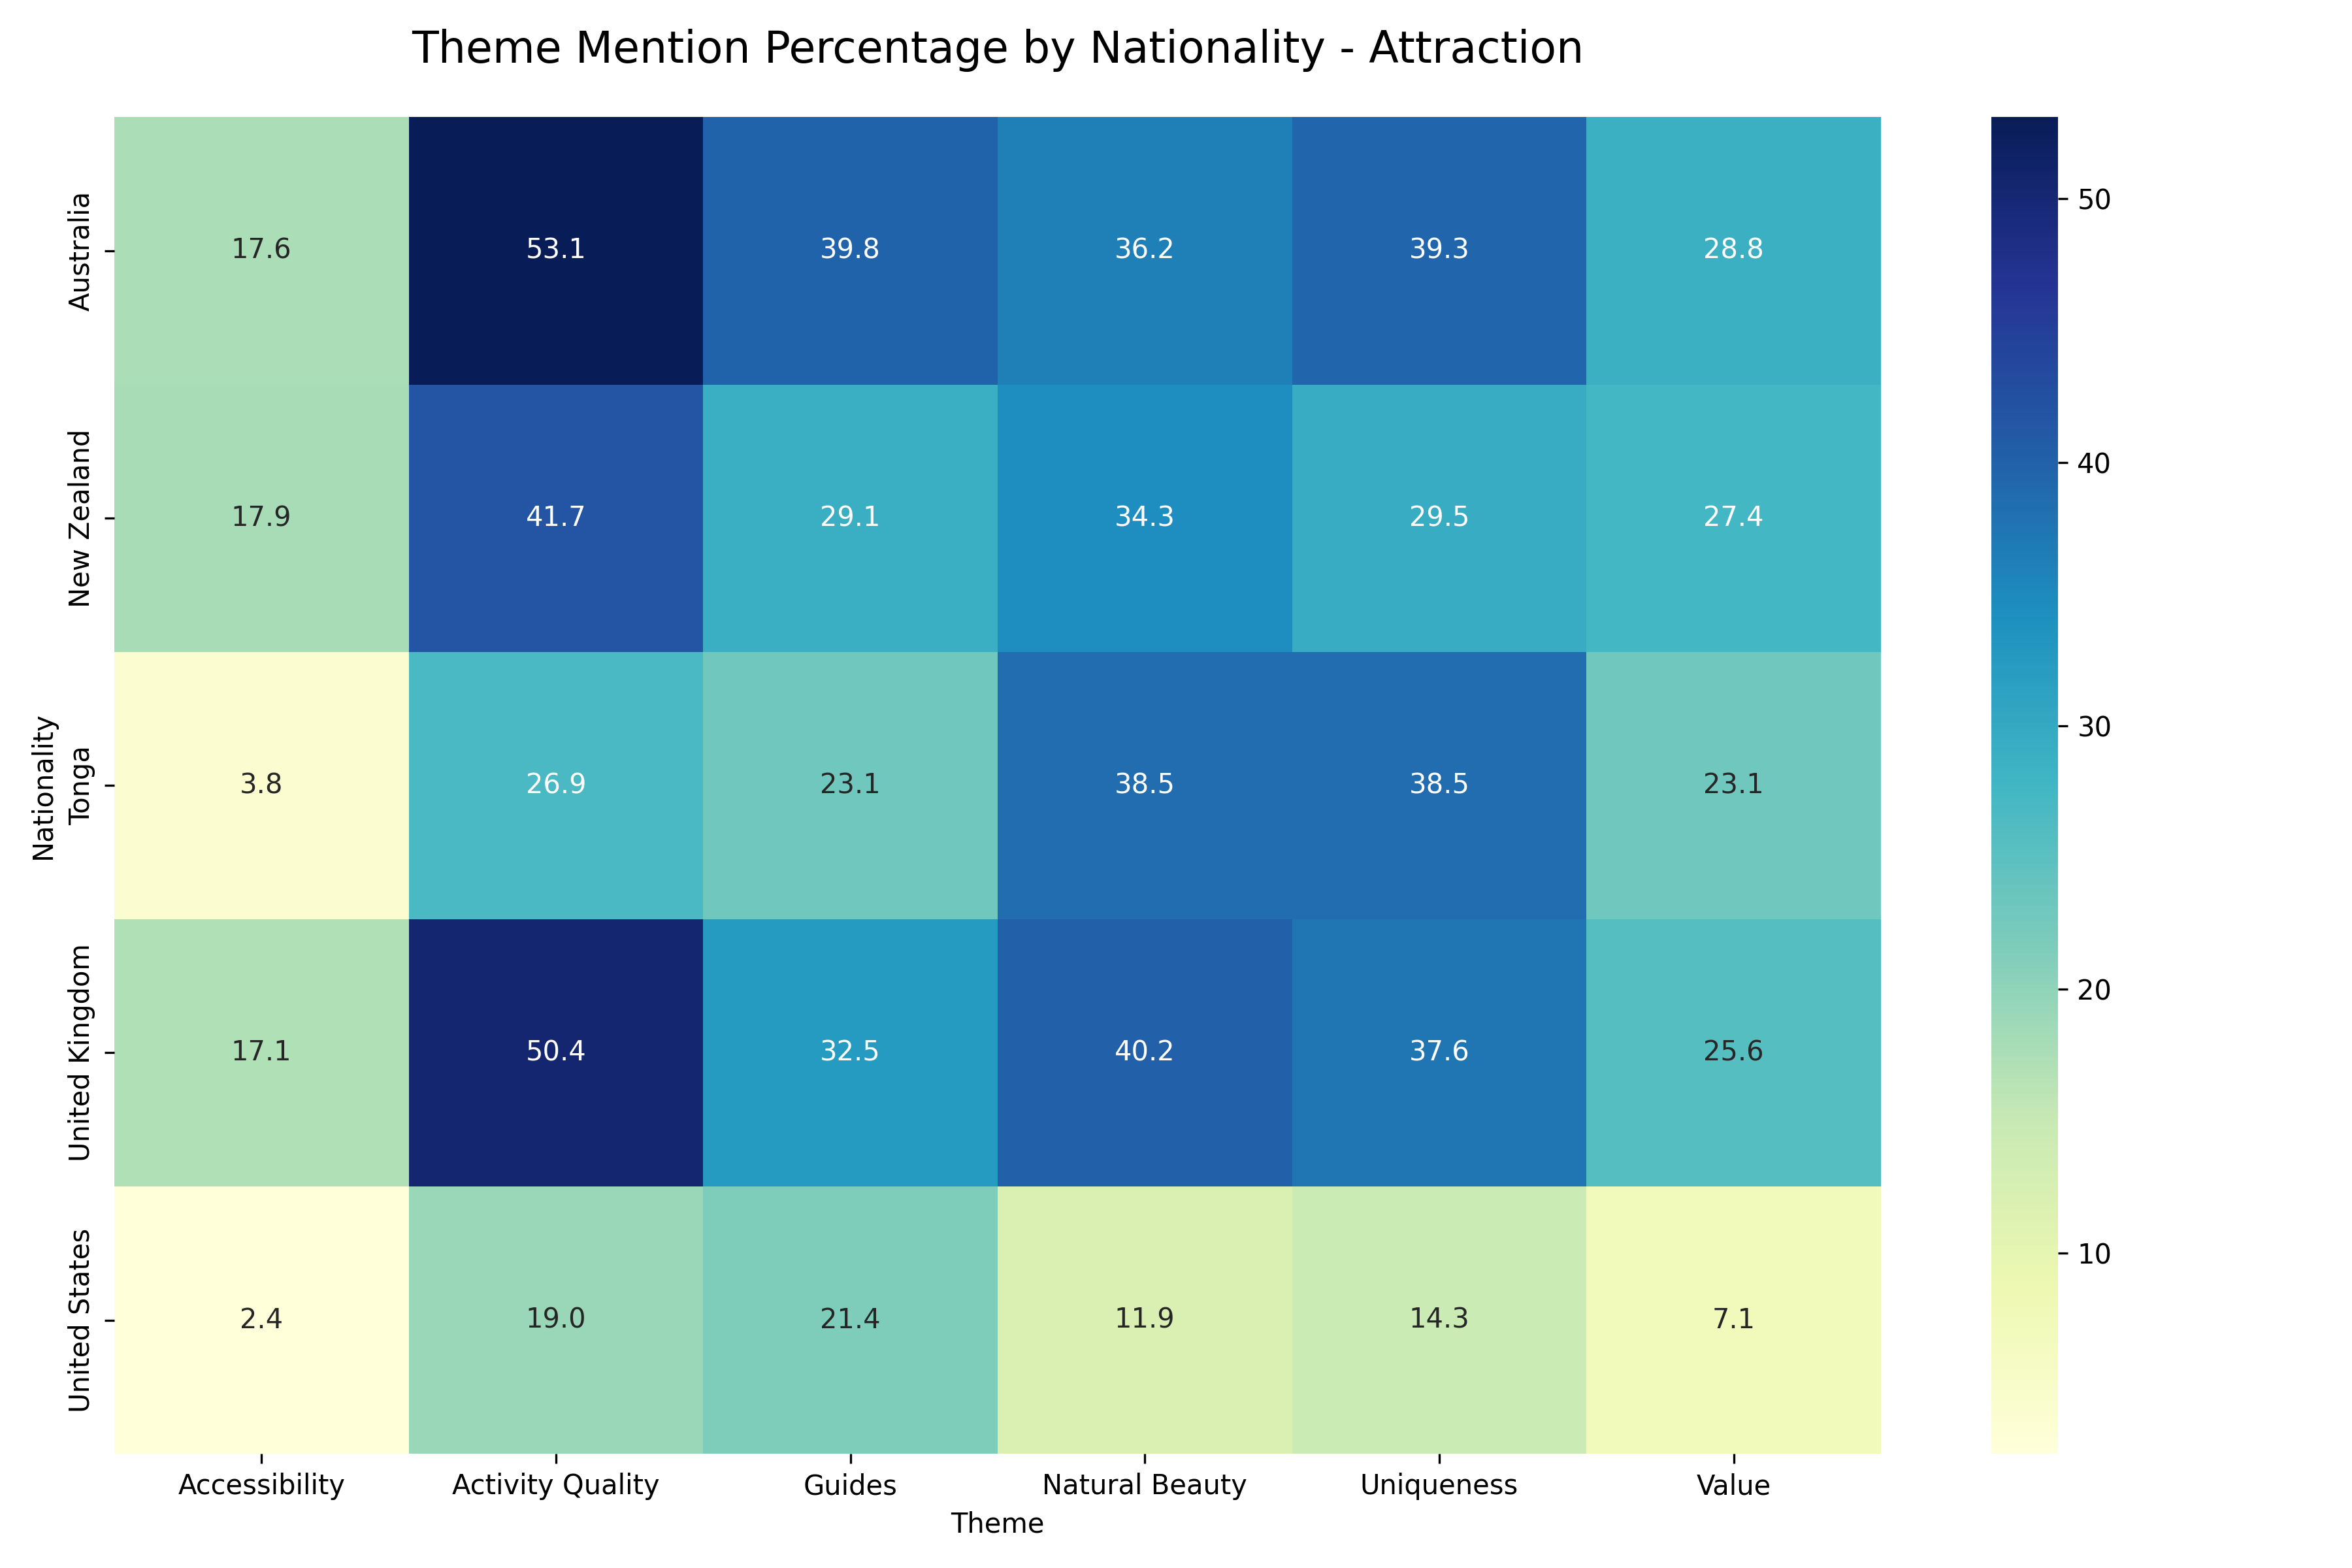 Theme Mention Percentage by Nationality - Attraction
Nationality
Australia
17.6 53.1 39.8 36.2 39.3 28.8
New Zealand
17.9 41.7 29.1 34.3 29.5 27.4
Tonga
3.8 26.9 23.1 38.5 38.5 23.1
United Kingdom
17.1 50.4 32.5 40.2 37.6 25.6
United States
2.4 19.0 21.4 11.9 14.3 7.1
Accessibility Activity Quality Guides Natural Beauty Uniqueness Value
Theme
50
40
30
20
10